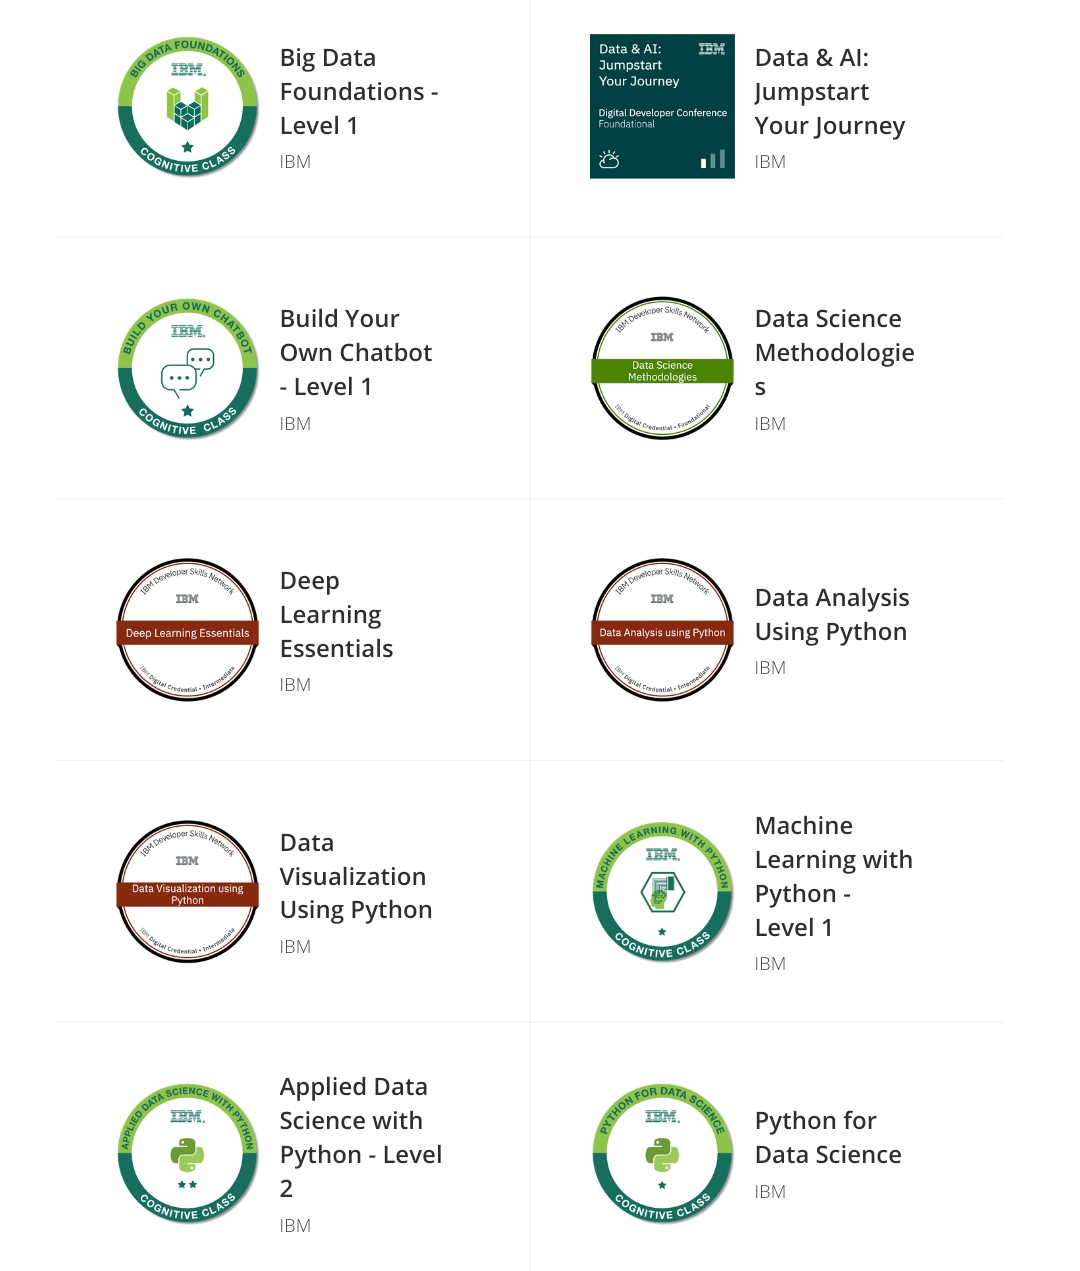 BIG DATA FOUNDATIONS
IBM.
COGNITIVE CLASS
Big Data
Foundations -
Level 1
IBM
Data & AI:
Jumpstart
Your Journey
IBM
Digital Developer Conference
Foundational
Data & AI:
Jumpstart
Your Journey
IBM
BUILD YOUR OWN CHATBOT
IBM.
COGNITIVE CLASS
Build Your
Own Chatbot
- Level 1
IBM
IBM Developer Skills Network
IBM
Data Science
Methodologies
IBM Digital Credential • Foundational
Data Science
Methodologie
s
IBM
IBM Developer Skills Network
IBM
Deep Learning Essentials
IBM Digital Credential • Intermediate
Deep
Learning
Essentials
IBM
IBM Developer Skills Network
IBM
Data Analysis using Python
IBM Digital Credential • Intermediate
Data Analysis
Using Python
IBM
IBM Developer Skills Network
IBM
Data Visualization using
Python
IBM Digital Credential • Intermediate
Data
Visualization
Using Python
IBM
MACHINE LEARNING WITH PYTHON
IBM.
COGNITIVE CLASS
Machine
Learning with
Python -
Level 1
IBM
APPLIED DATA SCIENCE WITH PYTHON
IBM.
COGNITIVE CLASS
Applied Data
Science with
Python - Level
2
IBM
PYTHON FOR DATA SCIENCE
IBM.
COGNITIVE CLASS
Python for
Data Science
IBM